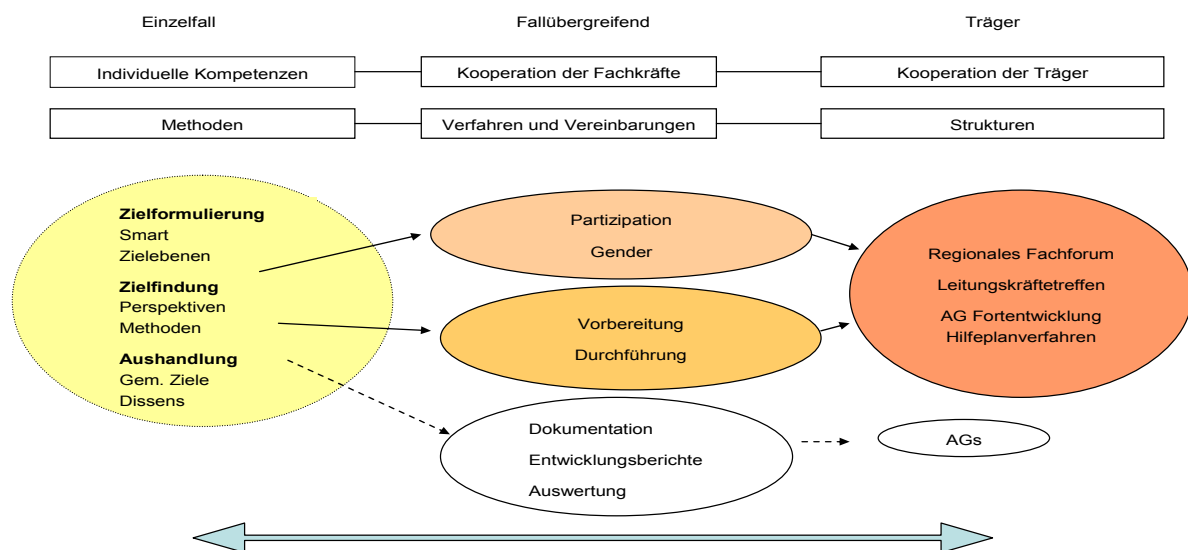 Einzelfall
Fallübergreifend
Träger
Individuelle Kompetenzen
Kooperation der Fachkräfte
Kooperation der Träger
Methoden
Verfahren und Vereinbarungen
Strukturen
Zielformulierung
Smart
Zielebenen
Zielfindung
Perspektiven
Methoden
Aushandlung
Gem. Ziele
Dissens
Partizipation
Gender
Vorbereitung
Durchführung
Dokumentation
Entwicklungsberichte
Auswertung
Regionales Fachforum
Leitungskräftetreffen
AG Fortentwicklung
Hilfeplanverfahren
AGs